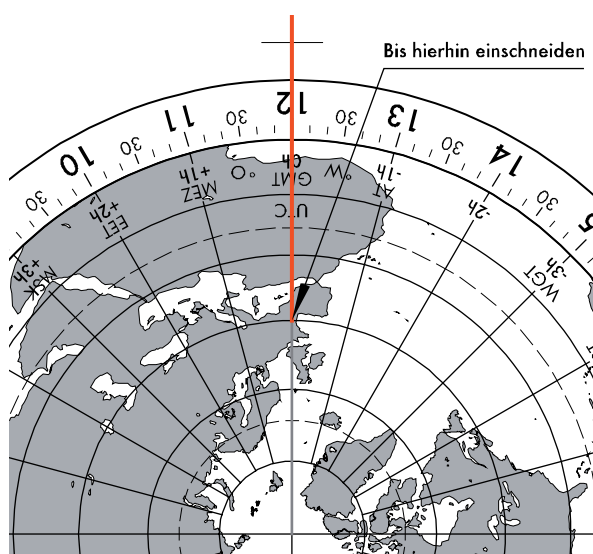 Bis hierhin einschneiden
10
30
11
30
12
30
13
30
14
30
5
MSK
+3h
EET
+2h
MEZ
+1h
O
GMT
0h
W
AT
-1h
-2h
WGT
-3h
UTC